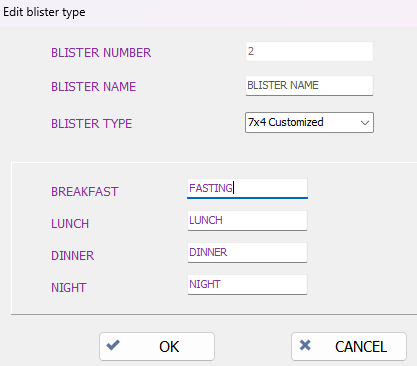 Edit blister type
BLISTER NUMBER 2
BLISTER NAME BLISTER NAME
BLISTER TYPE 7x4 Customized
BREAKFAST FASTING
LUNCH LUNCH
DINNER DINNER
NIGHT NIGHT
OK CANCEL